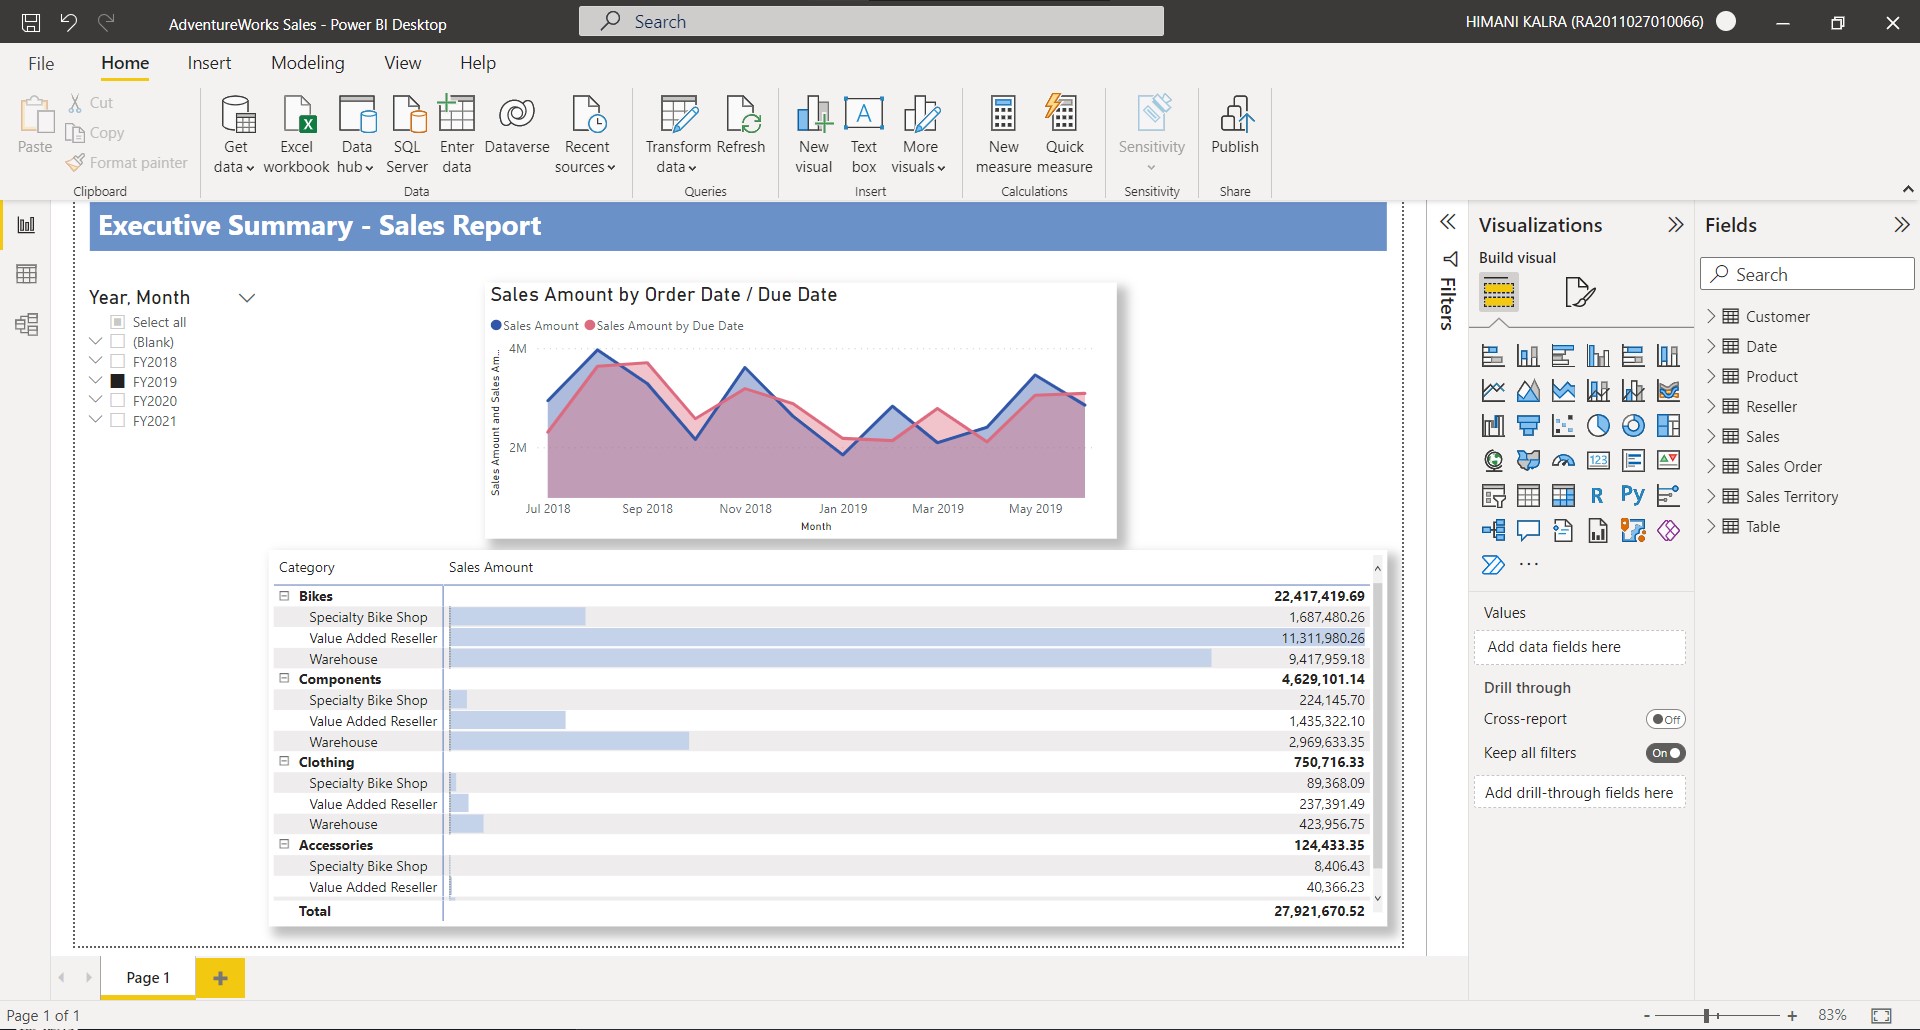 AdventureWorks Sales - Power BI Desktop
Search
HIMANI KALRA (RA2011027010066)
File Home Insert Modeling View Help
Paste
Cut
Copy
Format painter
Clipboard
Get data
Excel workbook
Data hub
SQL Server
Enter data
Dataverse
Recent sources
Data
Transform data
Refresh
Queries
New visual
Text box
More visuals
Insert
New measure
Quick measure
Calculations
Sensitivity
Sensitivity
Publish
Share
Executive Summary - Sales Report
Year, Month
Select all
(Blank)
FY2018
FY2019
FY2020
FY2021
Sales Amount by Order Date / Due Date
Sales Amount Sales Amount by Due Date
Sales Amount and Sales Am...
4M
2M
Jul 2018 Sep 2018 Nov 2018 Jan 2019 Mar 2019 May 2019
Month
Category Sales Amount
Bikes 22,417,419.69
Specialty Bike Shop 1,687,480.26
Value Added Reseller 11,311,980.26
Warehouse 9,417,959.18
Components 4,629,101.14
Specialty Bike Shop 224,145.70
Value Added Reseller 1,435,322.10
Warehouse 2,969,633.35
Clothing 750,716.33
Specialty Bike Shop 89,368.09
Value Added Reseller 237,391.49
Warehouse 423,956.75
Accessories 124,433.35
Specialty Bike Shop 8,406.43
Value Added Reseller 40,366.23
Total 27,921,670.52
Filters
Visualizations
Build visual
123
R
Py
...
Values
Add data fields here
Drill through
Cross-report Off
Keep all filters On
Add drill-through fields here
Fields
Search
Customer
Date
Product
Reseller
Sales
Sales Order
Sales Territory
Table
Page 1
Page 1 of 1
83%